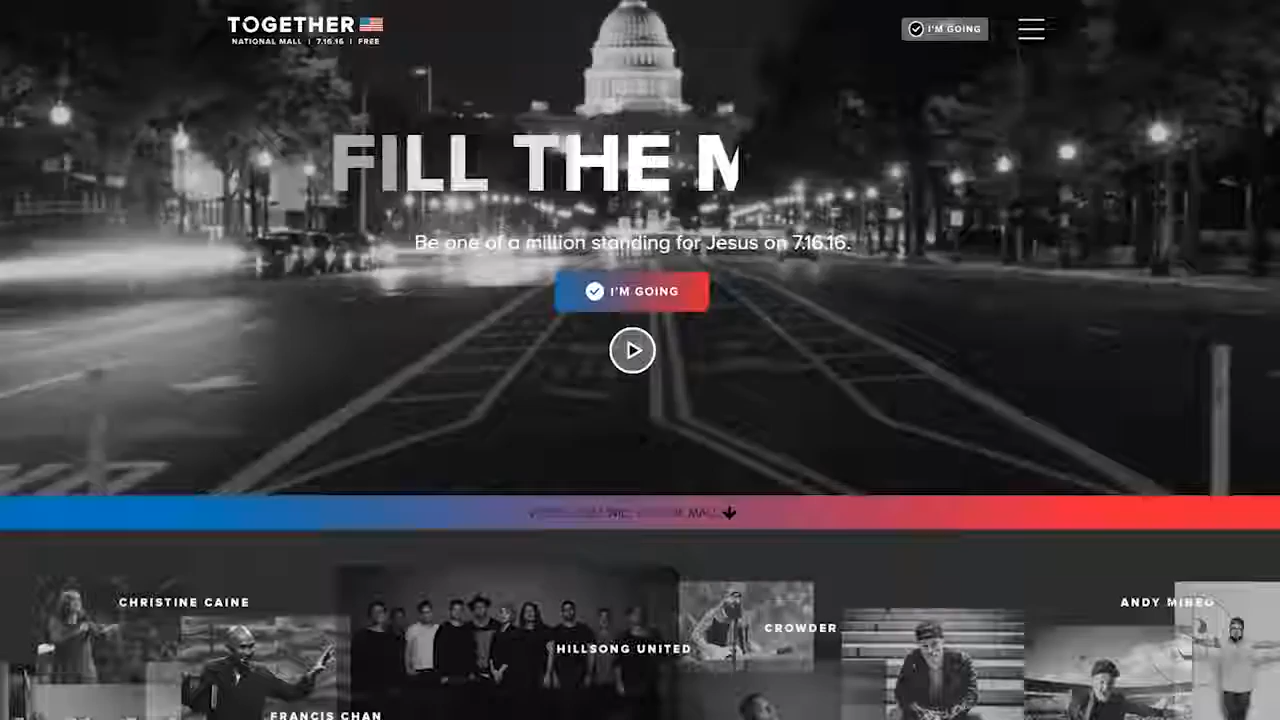 TOGETHER
NATIONAL MALL | 7.16.16 | FREE
I'M GOING
FILL THE M
Be one of a million standing for Jesus on 7.16.16.
I'M GOING
CHRISTINE CAINE
ANDY MINEO
CROWDER
HILLSONG UNITED
FRANCIS CHAN